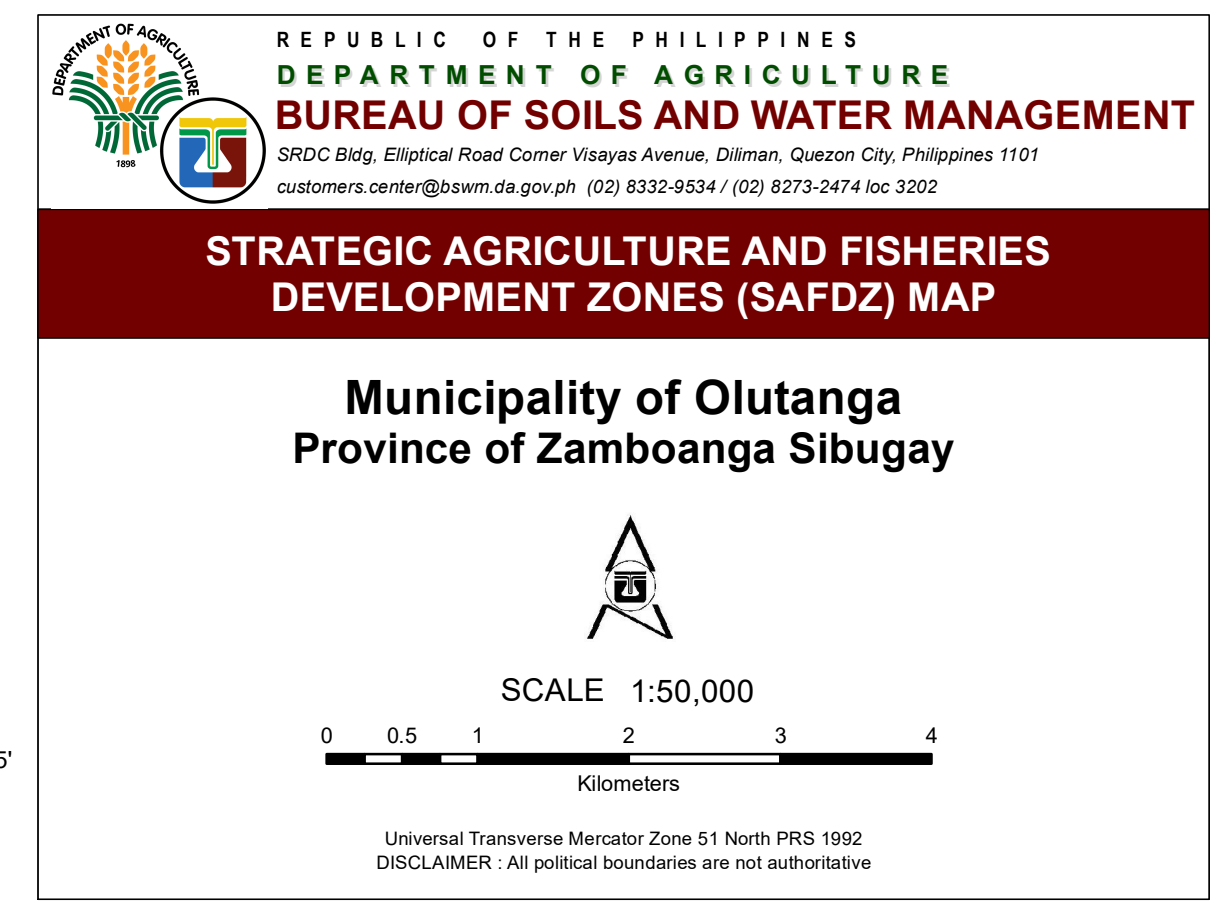 DEPARTMENT OF AGRICULTURE
1898
REPUBLIC OF THE PHILIPPINES
DEPARTMENT OF AGRICULTURE
BUREAU OF SOILS AND WATER MANAGEMENT
SRDC Bldg, Elliptical Road Corner Visayas Avenue, Diliman, Quezon City, Philippines 1101
customers.center@bswm.da.gov.ph (02) 8332-9534 / (02) 8273-2474 loc 3202
STRATEGIC AGRICULTURE AND FISHERIES
DEVELOPMENT ZONES (SAFDZ) MAP
Municipality of Olutanga
Province of Zamboanga Sibugay
SCALE 1:50,000
0 0.5 1 2 3 4
Kilometers
5'
Universal Transverse Mercator Zone 51 North PRS 1992
DISCLAIMER : All political boundaries are not authoritative